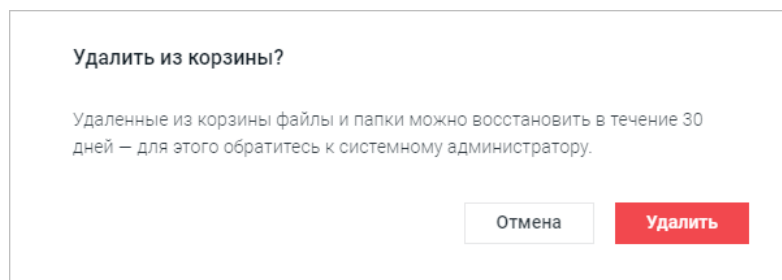 Удалить из корзины?
Удаленные из корзины файлы и папки можно восстановить в течение 30
дней — для этого обратитесь к системному администратору.
Отмена
Удалить